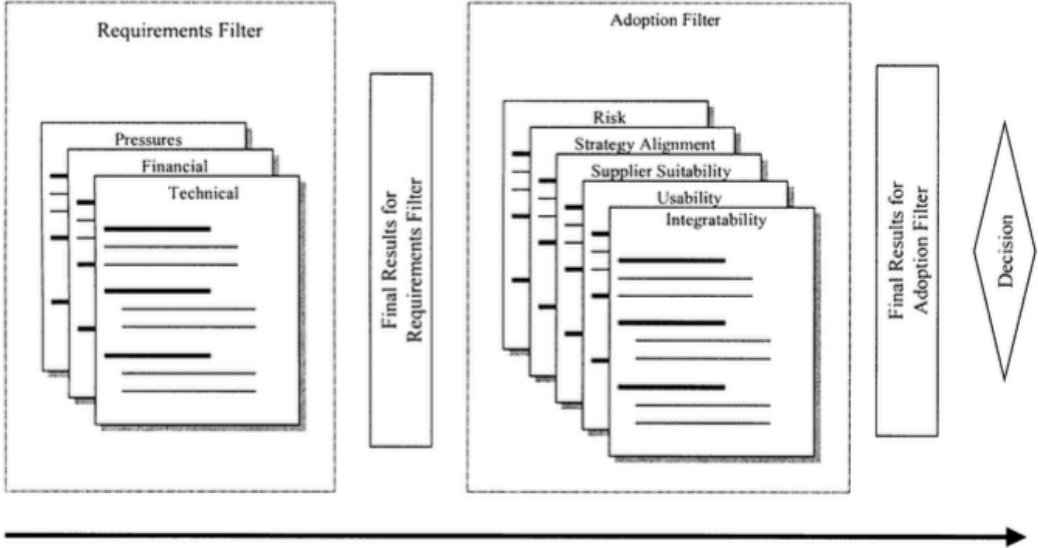 Requirements Filter
Pressures
Financial
Technical
Final Results for
Requirements Filter
Adoption Filter
Risk
Strategy Alignment
Supplier Suitability
Usability
Integratability
Final Results for
Adoption Filter
Decision